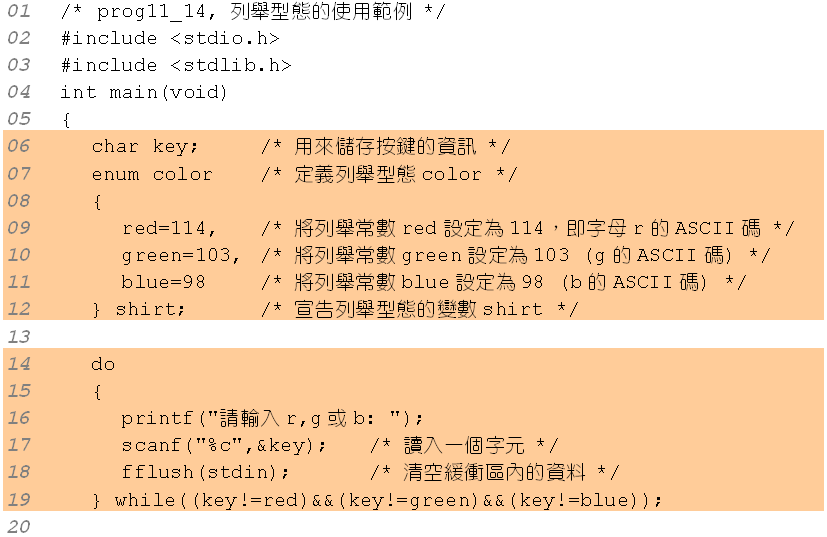 01 /* prog11_14, 列舉型態的使用範例 */
02 #include <stdio.h>
03 #include <stdlib.h>
04 int main(void)
05 {
06 char key; /* 用來儲存按鍵的資訊 */
07 enum color /* 定義列舉型態 color */
08 {
09 red=114, /* 將列舉常數 red 設定為 114，即字母 r 的 ASCII 碼 */
10 green=103, /* 將列舉常數 green 設定為 103 (g 的 ASCII 碼) */
11 blue=98 /* 將列舉常數 blue 設定為 98 (b 的 ASCII 碼) */
12 } shirt; /* 宣告列舉型態的變數 shirt */
13
14 do
15 {
16 printf("請輸入 r,g 或 b: ");
17 scanf("%c",&key); /* 讀入一個字元 */
18 fflush(stdin); /* 清空緩衝區內的資料 */
19 } while((key!=red)&&(key!=green)&&(key!=blue));
20